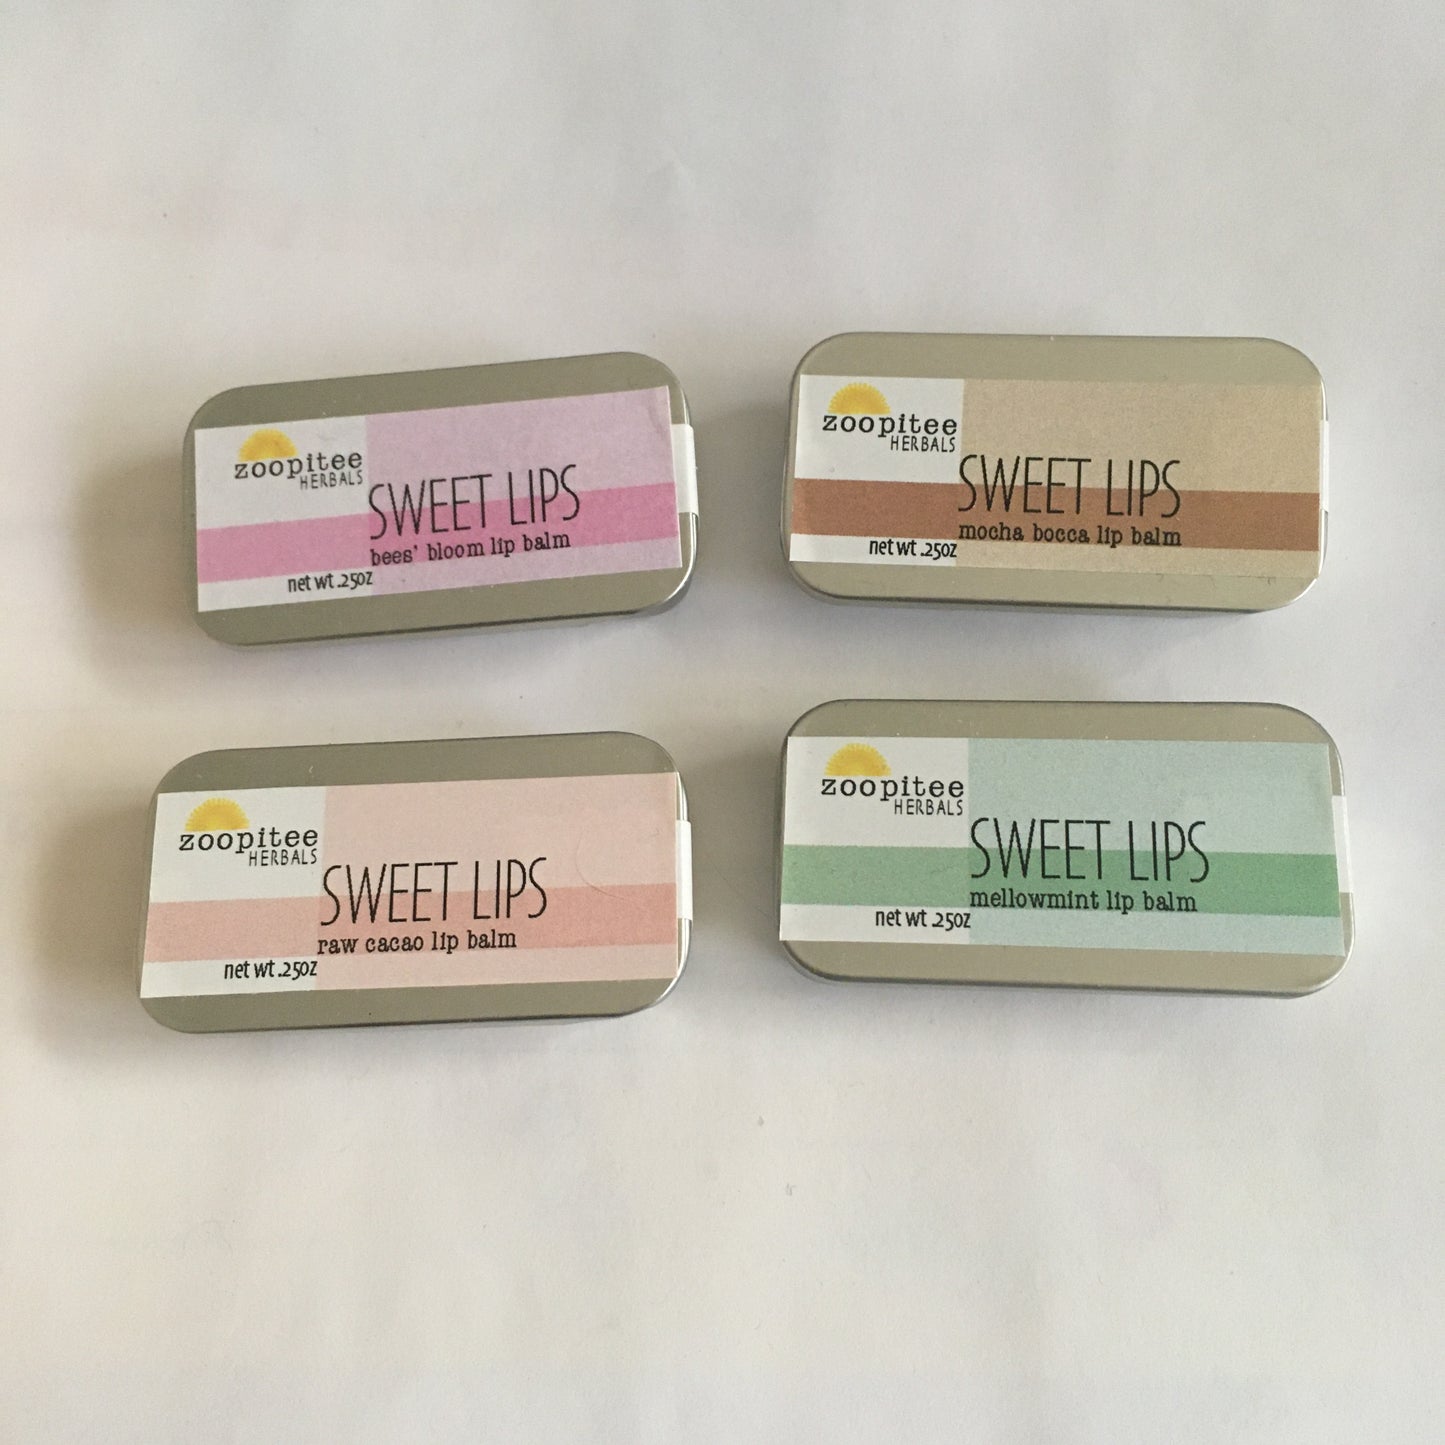 zoopitee
HERBALS
SWEET LIPS
bees' bloom lip balm
net wt .25oz
zoopitee
HERBALS
SWEET LIPS
mocha bocca lip balm
net wt .25oz
zoopitee
HERBALS
SWEET LIPS
raw cacao lip balm
net wt .25oz
zoopitee
HERBALS
SWEET LIPS
mellowmint lip balm
net wt .25oz